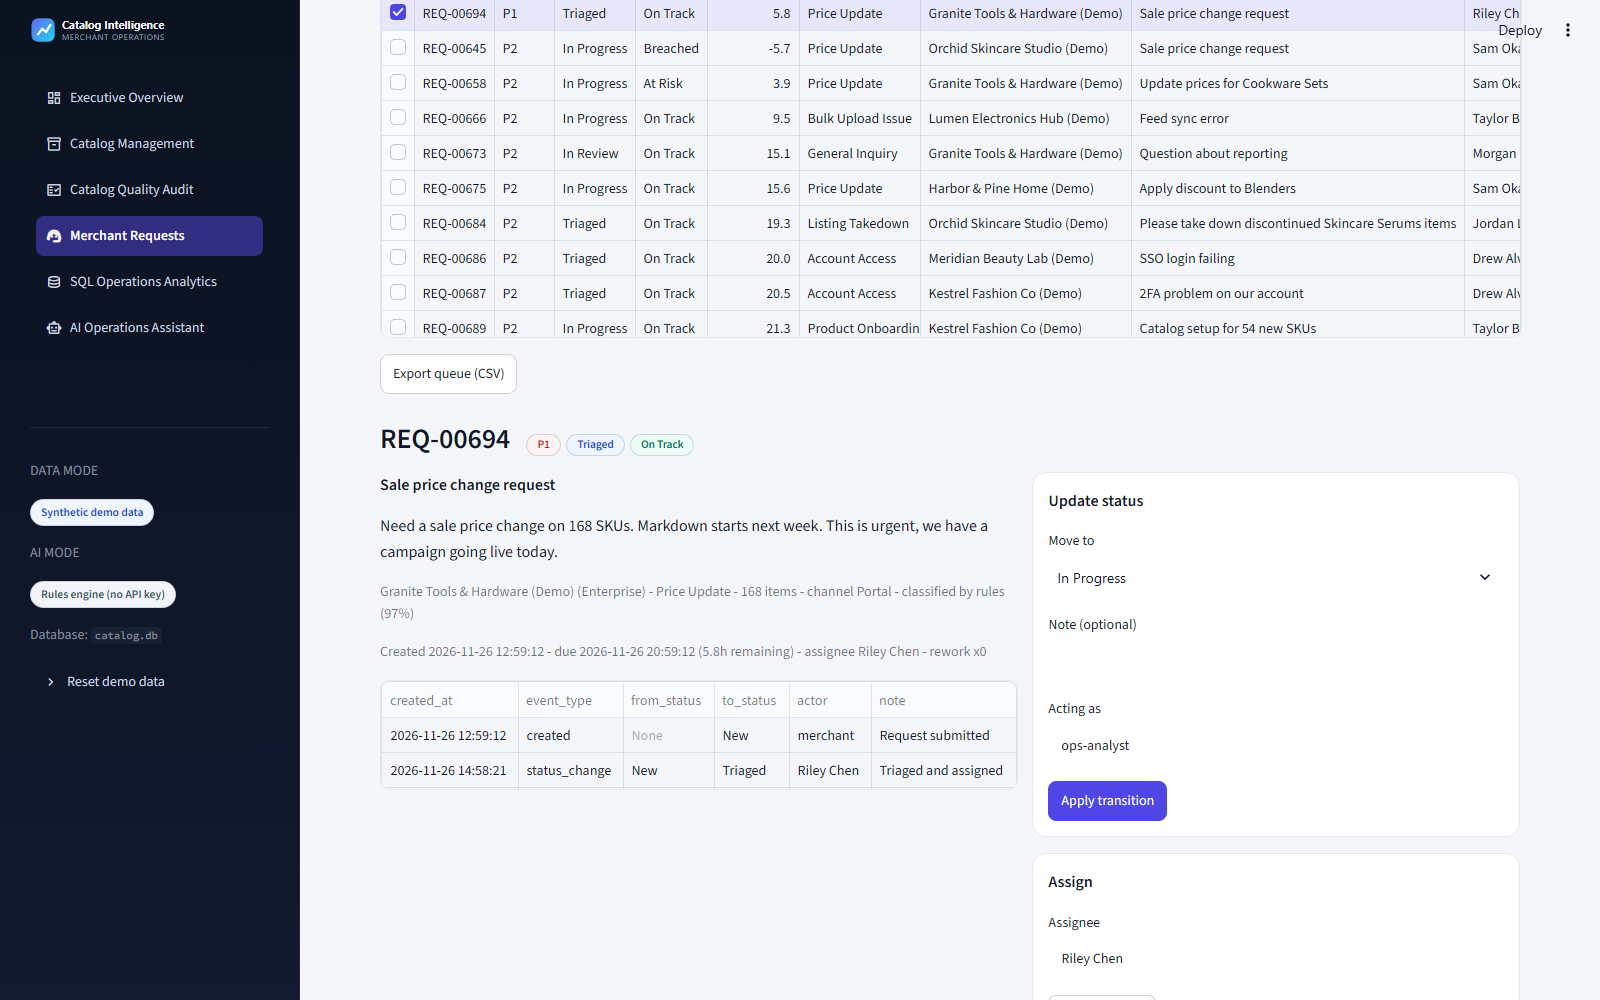 Catalog Intelligence
MERCHANT OPERATIONS
Executive Overview
Catalog Management
Catalog Quality Audit
Merchant Requests
SQL Operations Analytics
AI Operations Assistant
DATA MODE
Synthetic demo data
AI MODE
Rules engine (no API key)
Database: catalog.db
Reset demo data
Deploy
REQ-00694 P1 Triaged On Track 5.8 Price Update Granite Tools & Hardware (Demo) Sale price change request Riley Ch
REQ-00645 P2 In Progress Breached -5.7 Price Update Orchid Skincare Studio (Demo) Sale price change request Sam Oka
REQ-00658 P2 In Progress At Risk 3.9 Price Update Granite Tools & Hardware (Demo) Update prices for Cookware Sets Sam Oka
REQ-00666 P2 In Progress On Track 9.5 Bulk Upload Issue Lumen Electronics Hub (Demo) Feed sync error Taylor B
REQ-00673 P2 In Review On Track 15.1 General Inquiry Granite Tools & Hardware (Demo) Question about reporting Morgan
REQ-00675 P2 In Progress On Track 15.6 Price Update Harbor & Pine Home (Demo) Apply discount to Blenders Sam Oka
REQ-00684 P2 Triaged On Track 19.3 Listing Takedown Orchid Skincare Studio (Demo) Please take down discontinued Skincare Serums items Jordan L
REQ-00686 P2 Triaged On Track 20.0 Account Access Meridian Beauty Lab (Demo) SSO login failing Drew Alv
REQ-00687 P2 Triaged On Track 20.5 Account Access Kestrel Fashion Co (Demo) 2FA problem on our account Drew Alv
REQ-00689 P2 In Progress On Track 21.3 Product Onboardin Kestrel Fashion Co (Demo) Catalog setup for 54 new SKUs Taylor B
Export queue (CSV)
REQ-00694 P1 Triaged On Track
Sale price change request
Need a sale price change on 168 SKUs. Markdown starts next week. This is urgent, we have a
campaign going live today.
Granite Tools & Hardware (Demo) (Enterprise) - Price Update - 168 items - channel Portal - classified by rules
(97%)
Created 2026-11-26 12:59:12 - due 2026-11-26 20:59:12 (5.8h remaining) - assignee Riley Chen - rework x0
created_at event_type from_status to_status actor note
2026-11-26 12:59:12 created None New merchant Request submitted
2026-11-26 14:58:21 status_change New Triaged Riley Chen Triaged and assigned
Update status
Move to
In Progress
Note (optional)
Acting as
ops-analyst
Apply transition
Assign
Assignee
Riley Chen